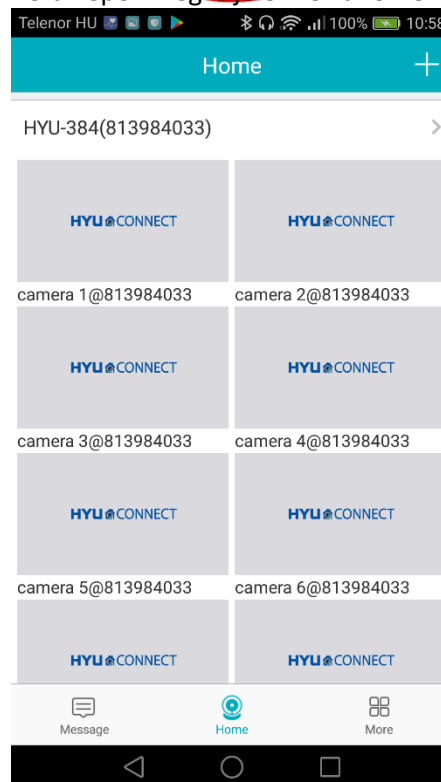 Telenor HU 100% 10:58
Home
HYU-384(813984033)
HYU CONNECT HYU CONNECT
camera 1@813984033 camera 2@813984033
HYU CONNECT HYU CONNECT
camera 3@813984033 camera 4@813984033
HYU CONNECT HYU CONNECT
camera 5@813984033 camera 6@813984033
HYU CONNECT HYU CONNECT
Message Home More